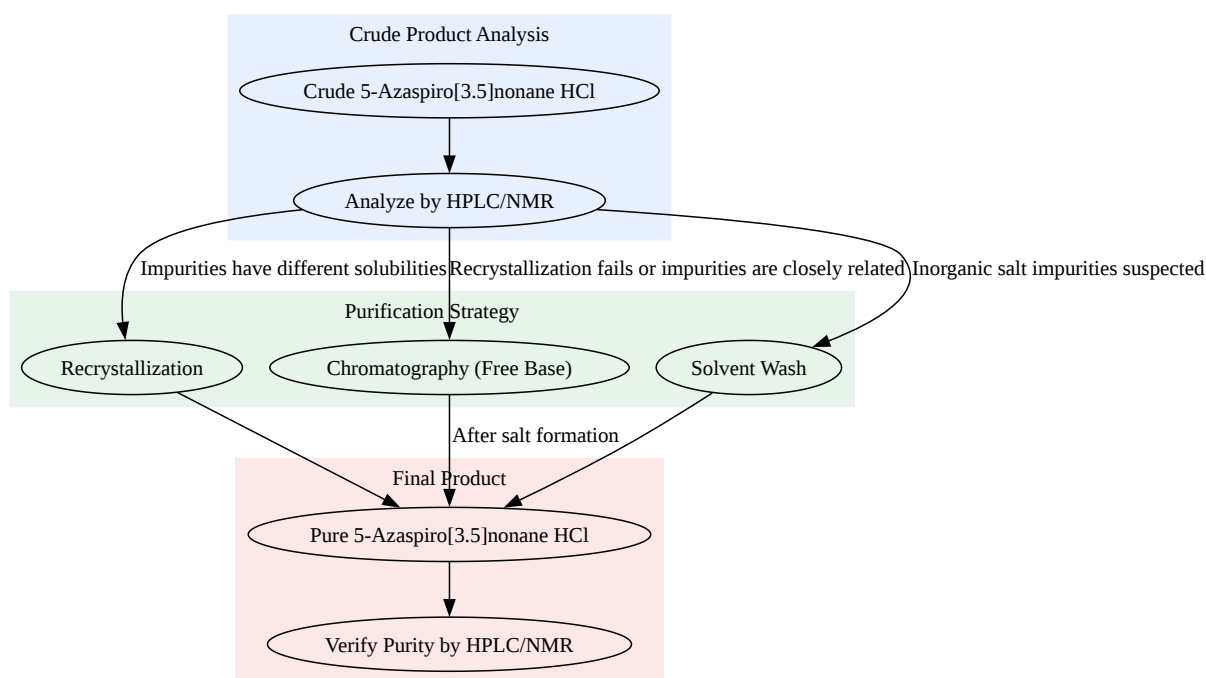 Crude Product Analysis
Crude 5-Azaspiro[3.5]nonane HCl
Analyze by HPLC/NMR
Impurities have different solubilities
Recrystallization fails or impurities are closely related
Inorganic salt impurities suspected
Purification Strategy
Recrystallization
Chromatography (Free Base)
Solvent Wash
After salt formation
Final Product
Pure 5-Azaspiro[3.5]nonane HCl
Verify Purity by HPLC/NMR